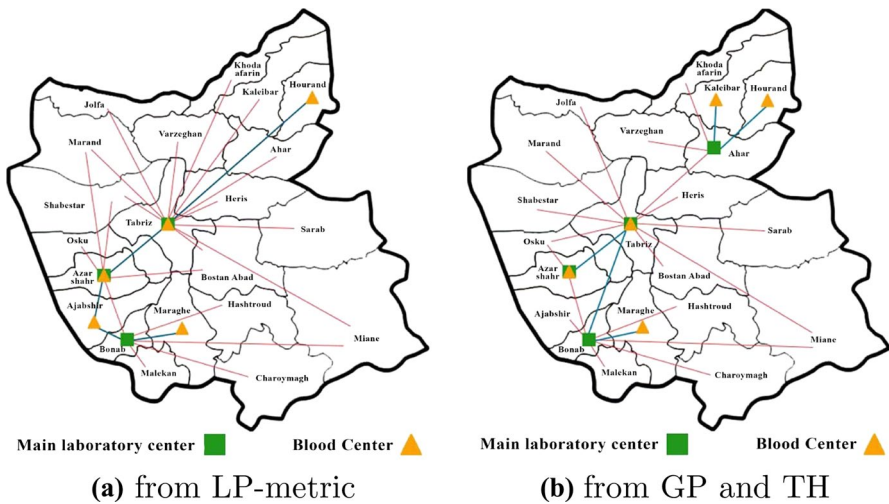 Khoda
afarin
Kaleibar
Hourand
Jolfa
Varzeghan
Marand
Ahar
Shabestar
Heris
Tabriz
Sarab
Osku
Azar
shahr
Bostan Abad
Ajabshir
Hashtroud
Maraghe
Miane
Bonab
Malekan
Charoymagh
Main laboratory center
Blood Center
(a) from LP-metric
Khoda
afarin
Kaleibar
Hourand
Jolfa
Varzeghan
Marand
Ahar
Heris
Shabestar
Sarab
Osku
Tabriz
Azar
shahr
Bostan Abad
Hashtroud
Ajabshir
Maraghe
Miane
Bonab
Malekan
Charoymagh
Main laboratory center
Blood Center
(b) from GP and TH